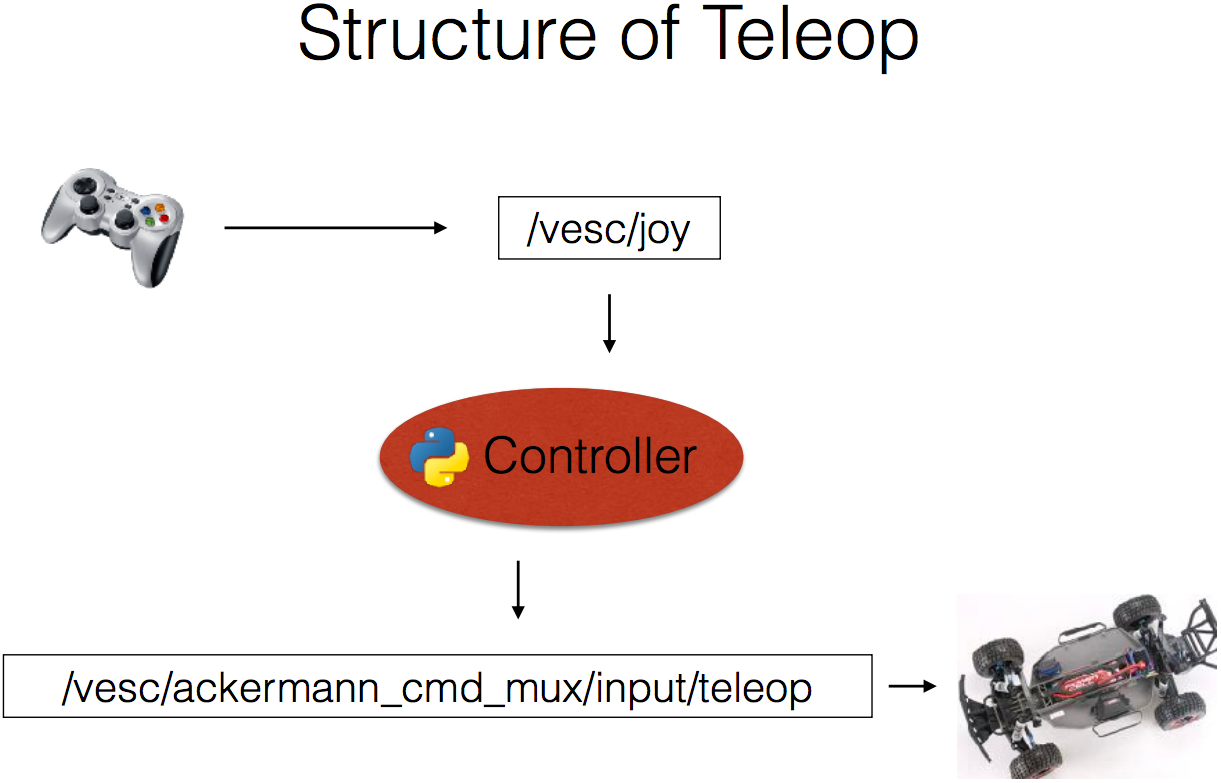 Structure of Teleop
/vesc/joy
Controller
/vesc/ackermann_cmd_mux/input/teleop